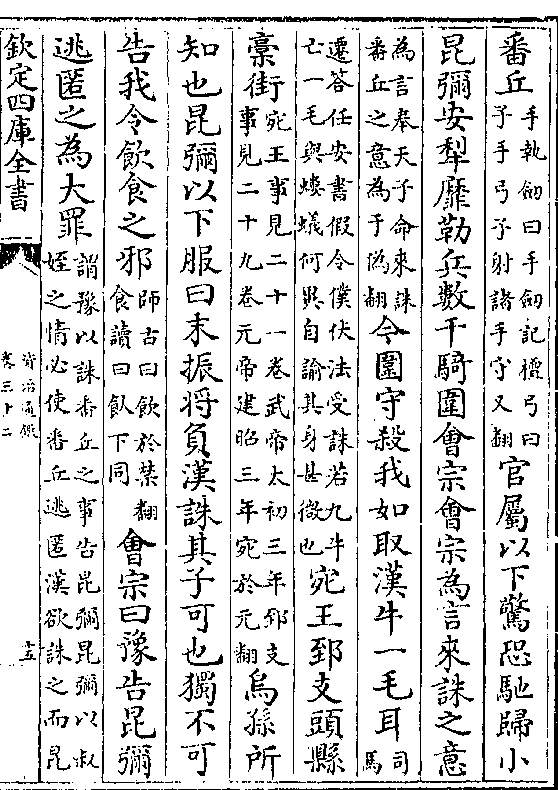 番丘手執劔曰手劔記檀弓曰子手弓子射諸手守又翻官屬以下驚恐馳歸小
昆彌安犁靡勒兵數千騎圍會宗會宗為言來誅之意
為言奉天子命來誅番丘之意為于偽翻今圍守殺我如取漢牛一毛耳司馬
遷答任安書假令僕伏法受誅若九牛亡一毛與螻蟻何異自諭其身甚微也宛王郅支頭縣
稾街宛王事見二十一卷武帝太初三年郅支事見二十九卷元帝建昭三年宛於元翻烏孫所
知也昆彌以下服曰末振將負漢誅其子可也獨不可
告我令飲食之邪師古曰飲於禁翻食讀曰飤下同會宗曰豫告昆彌
逃匿之為大罪謂豫以誅番丘之事告昆彌昆彌以叔姪之情必使番丘逃匿漢欲誅之而昆
欽定四庫全書
資治通鑑
卷三十二